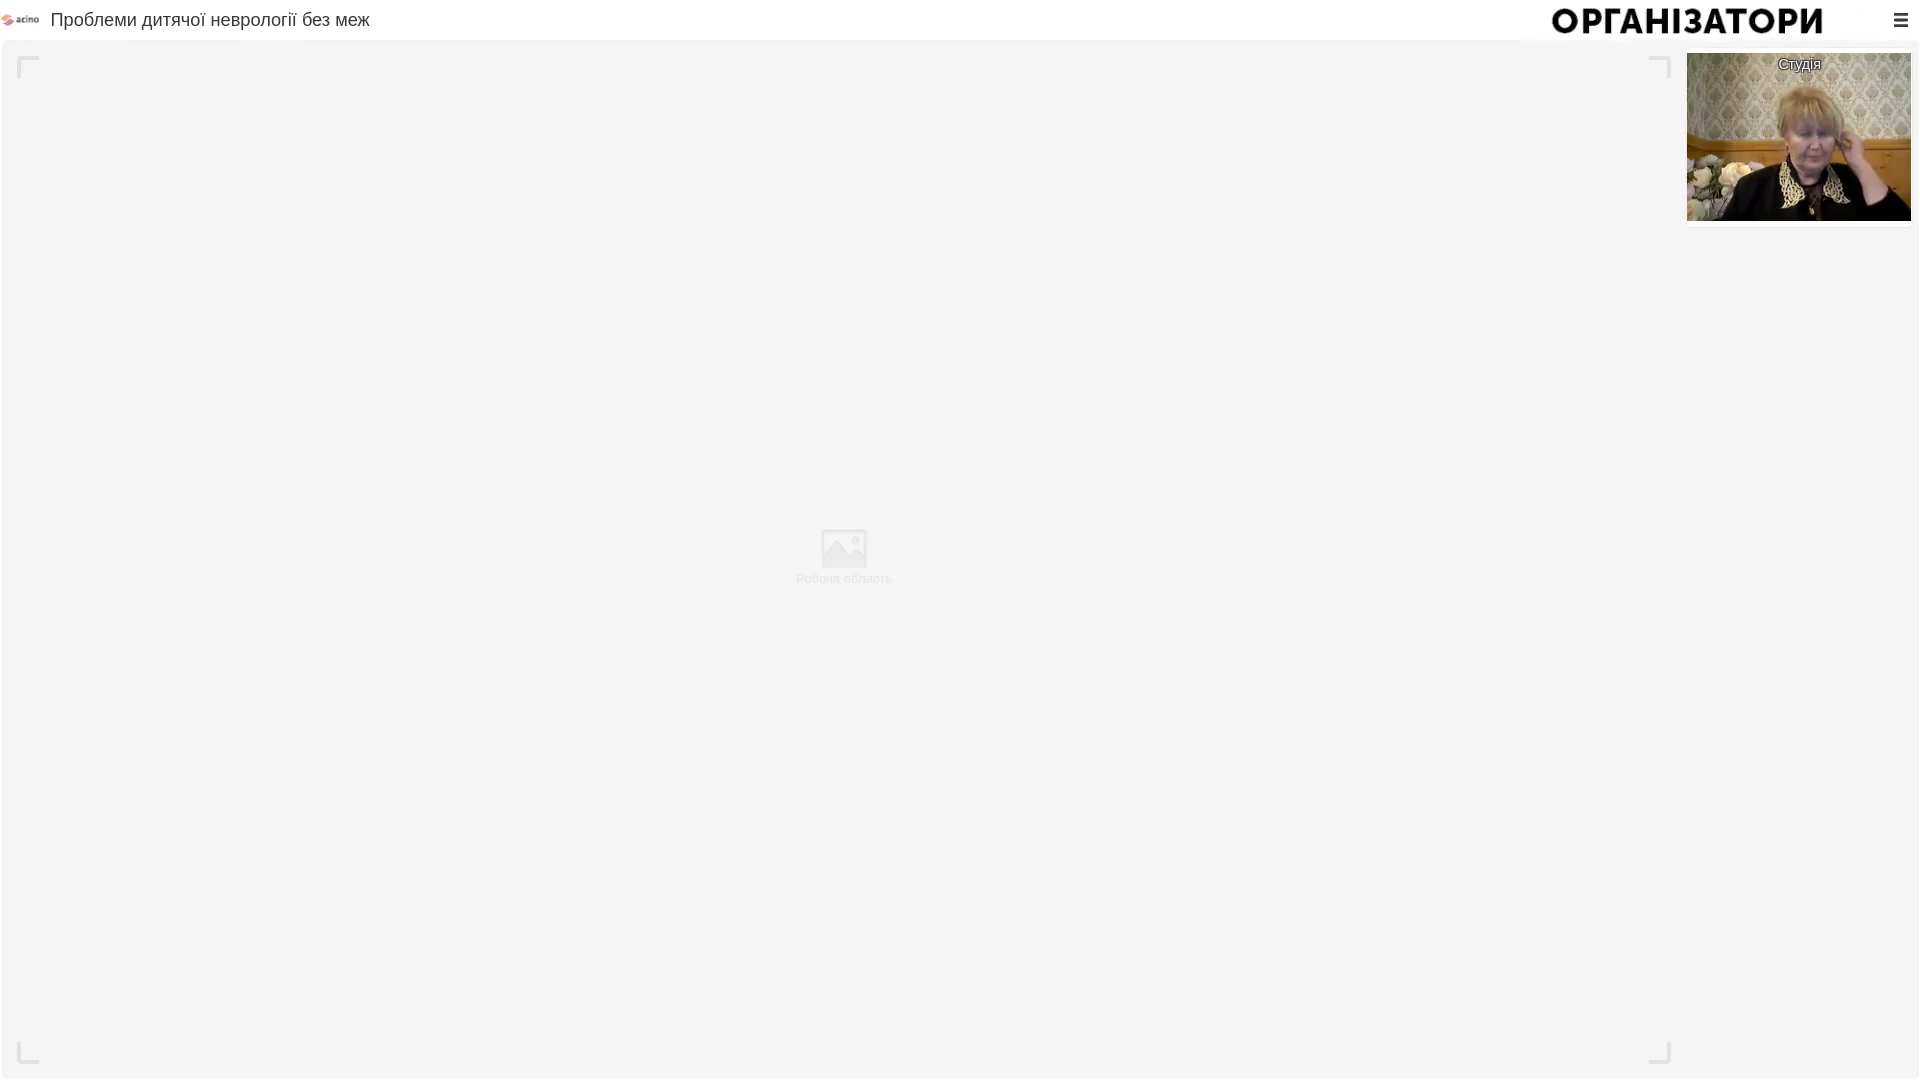 acino
Проблеми дитячої неврології без меж
ОРГАНІЗАТОРИ
Студія
Робоча область